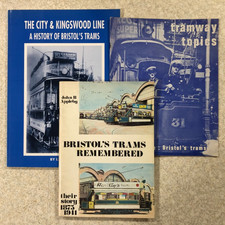 THE CITY & KINGSWOOD LINE
A HISTORY OF BRISTOL'S TRAMS
tramway
topics
31
: Bristol's trams
John B
Appleby
BRISTOL'S TRAMS
REMEMBERED
their
story
1875
1941